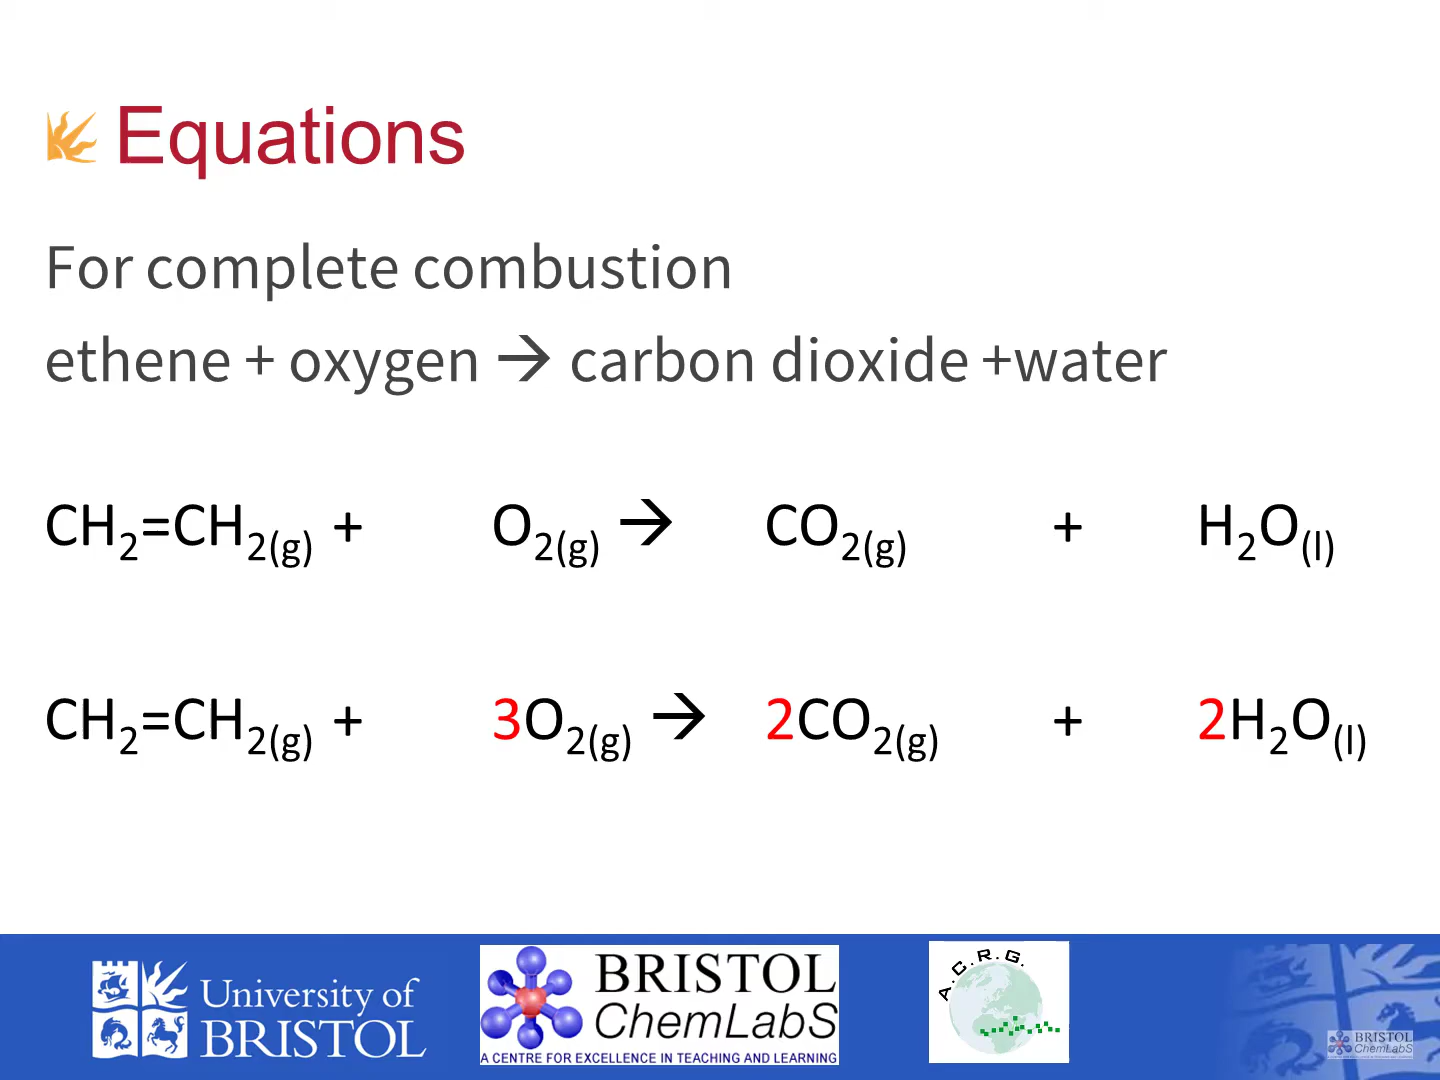 Equations
For complete combustion
ethene + oxygen → carbon dioxide +water
CH₂=CH₂(g) + O₂(g) → CO₂(g) + H₂O(l)
CH₂=CH₂(g) + 3O₂(g) → 2CO₂(g) + 2H₂O(l)
University of
BRISTOL
BRISTOL
ChemLabS
A CENTRE FOR EXCELLENCE IN TEACHING AND LEARNING
A.C.R.G.
BRISTOL
ChemLabS